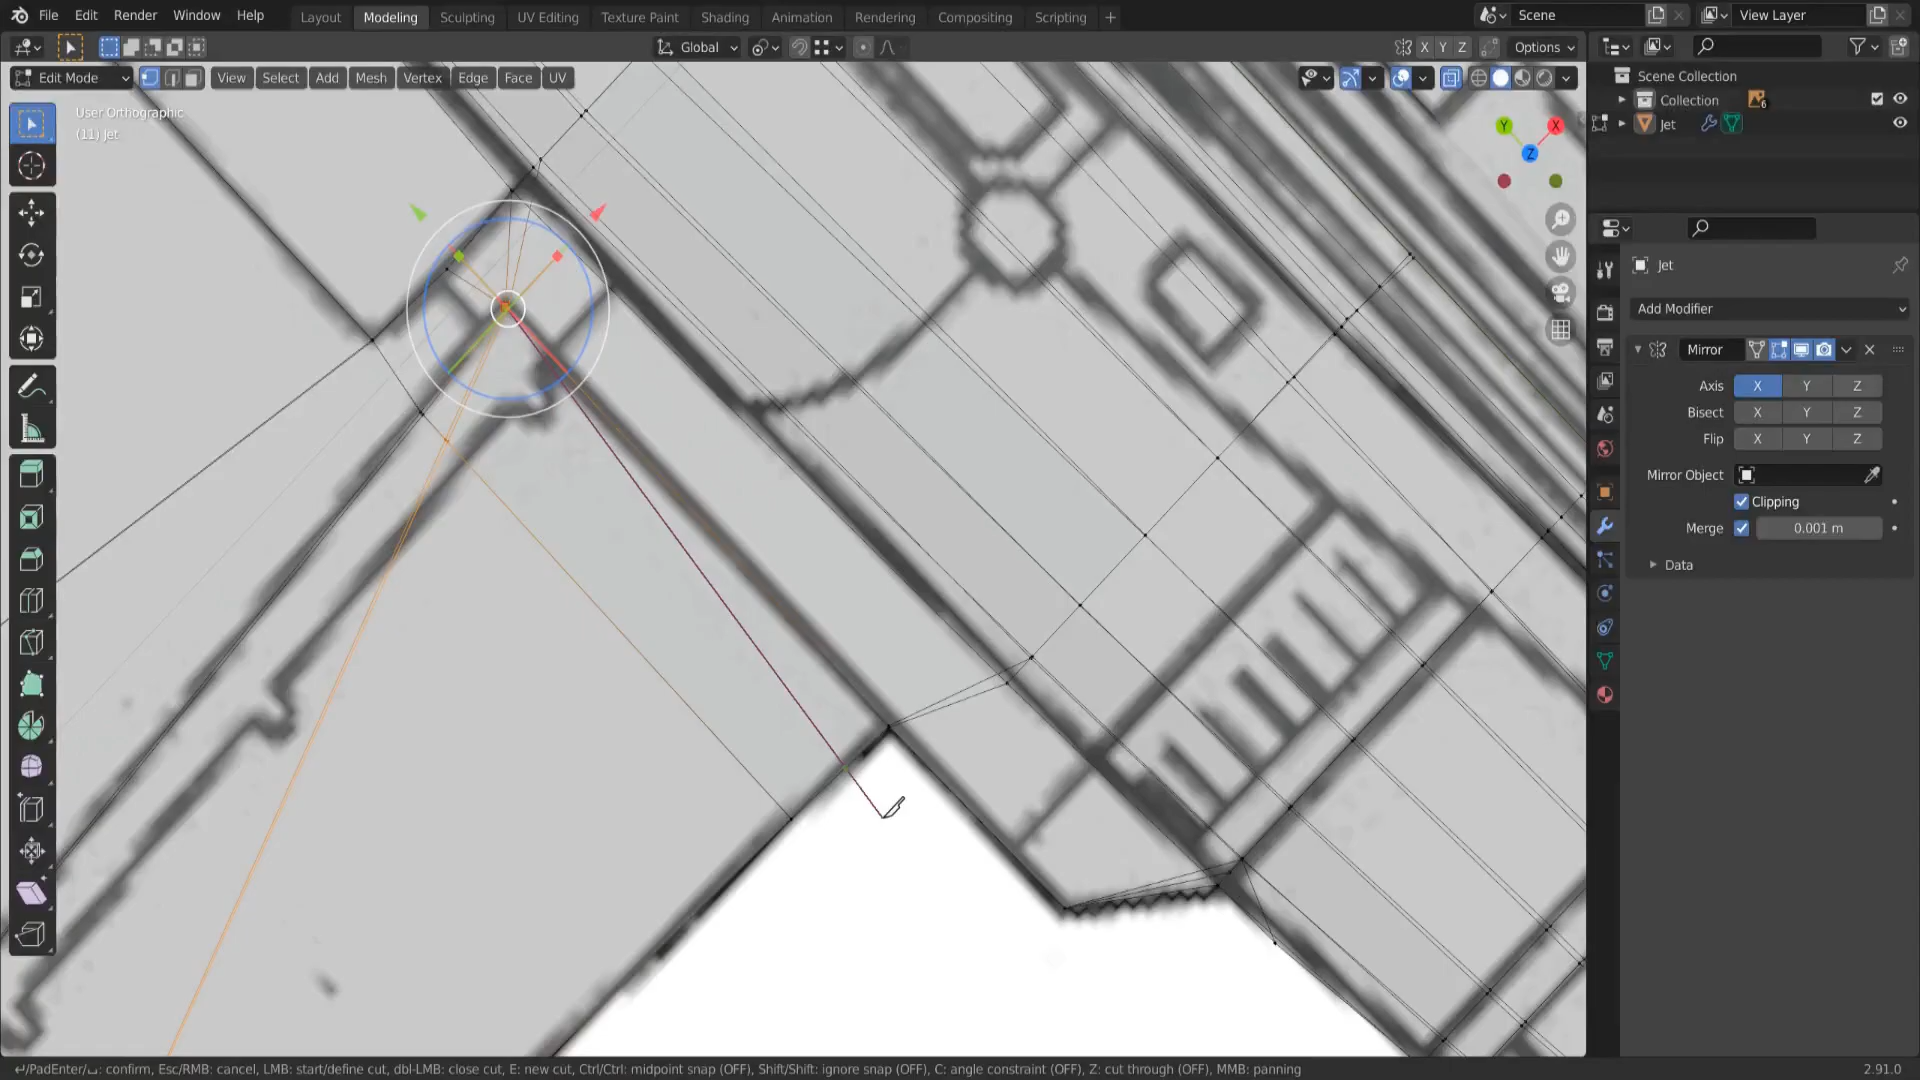 File Edit Render Window Help
Layout Modeling Sculpting UV Editing Texture Paint Shading Animation Rendering Compositing Scripting +
Scene
View Layer
Global
X Y Z
Options
Edit Mode
View Select Add Mesh Vertex Edge Face UV
User Orthographic
(11) Jet
Y X
Z
Scene Collection
Collection 6
Jet
Jet
Add Modifier
Mirror
Axis X Y Z
Bisect X Y Z
Flip X Y Z
Mirror Object
Clipping
Merge 0.001 m
Data
↵/PadEnter/␣: confirm, Esc/RMB: cancel, LMB: start/define cut, dbl-LMB: close cut, E: new cut, Ctrl/Ctrl: midpoint snap (OFF), Shift/Shift: ignore snap (OFF), C: angle constraint (OFF), Z: cut through (OFF), MMB: panning
2.91.0